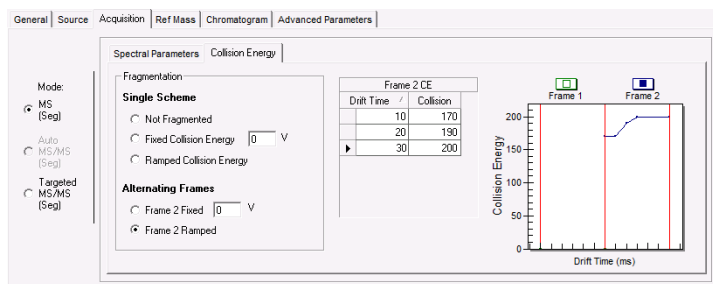 General Source Acquisition Ref Mass Chromatogram Advanced Parameters
Spectral Parameters Collision Energy
Mode:
MS
(Seg)
Auto
MS/MS
(Seg)
Targeted
MS/MS
(Seg)
Fragmentation
Single Scheme
Not Fragmented
Fixed Collision Energy 0 V
Ramped Collision Energy
Alternating Frames
Frame 2 Fixed 0 V
Frame 2 Ramped
Frame 2 CE
Drift Time / Collision
10 170
20 190
30 200
Frame 1 Frame 2
Collision Energy
200
150
100
50
0
Drift Time (ms)